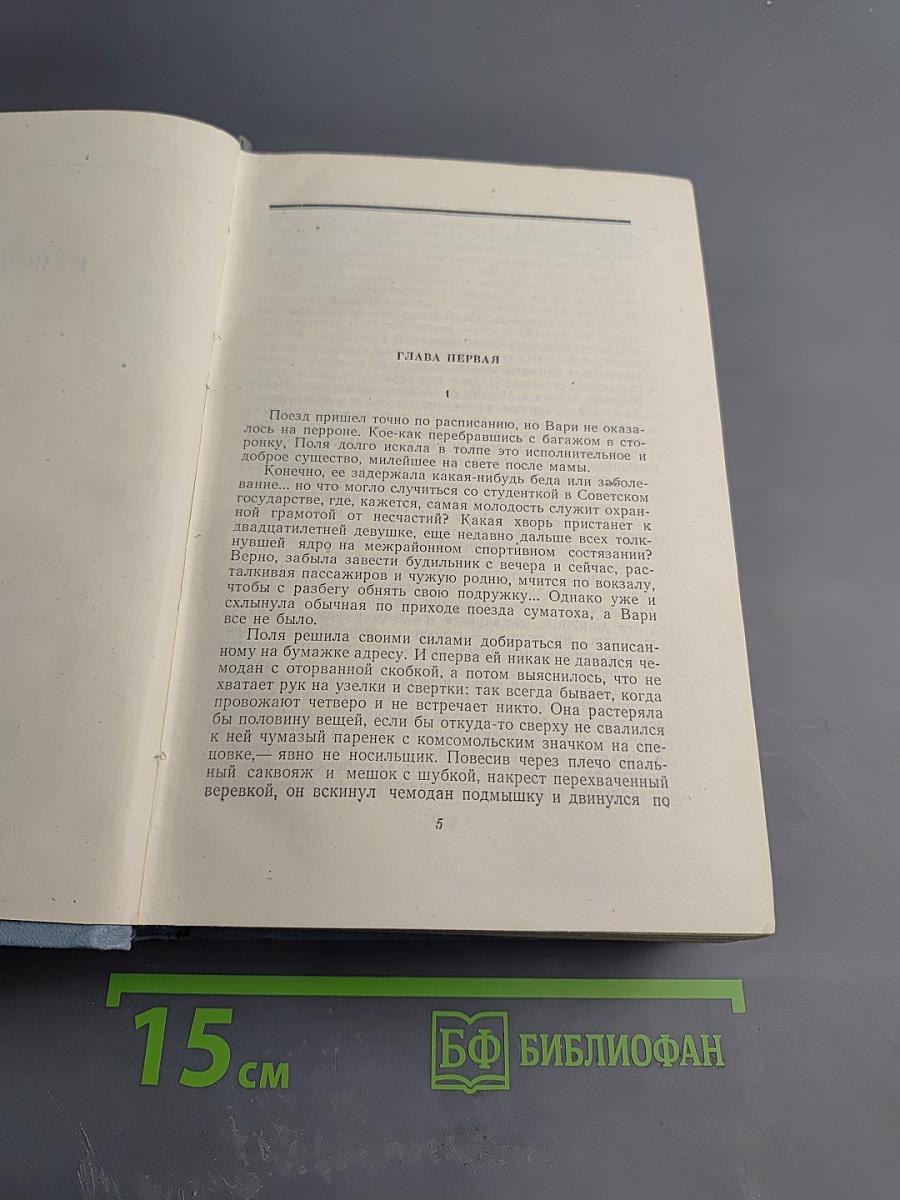 ГЛАВА ПЕРВАЯ
1
Поезд пришел точно по расписанию, но Вари не оказа-
лось на перроне. Кое-как перебравшись с багажом в сто-
ронку, Поля долго искала в толпе это исполнительное и
доброе существо, милейшее на свете после мамы.
Конечно, ее задержала какая-нибудь беда или заболе-
вание... но что могло случиться со студенткой в Советском
государстве, где, кажется, самая молодость служит охран-
ной грамотой от несчастий? Какая хворь пристанет к
двадцатилетней девушке, еще недавно дальше всех толк-
нувшей ядро на межрайонном спортивном состязании?
Верно, забыла завести будильник с вечера и сейчас, рас-
талкивая пассажиров и чужую родню, мчится по вокзалу,
чтобы с разбегу обнять свою подружку... Однако уже и
схлынула обычная по приходе поезда суматоха, а Вари
все не было.
Поля решила своими силами добираться по записан-
ному на бумажке адресу. И сперва ей никак не давался че-
модан с оторванной скобкой, а потом выяснилось, что не
хватает рук на узелки и свертки: так всегда бывает, когда
провожают четверо и не встречает никто. Она растеряла
бы половину вещей, если бы откуда-то сверху не свалился
к ней чумазый паренек с комсомольским значком на спе-
цовке,— явно не носильщик. Повесив через плечо спаль-
ный саквояж и мешок с шубкой, накрест перехваченный
веревкой, он вскинул чемодан подмышку и двинулся по
5
15 см
БФ БИБЛИОФАН